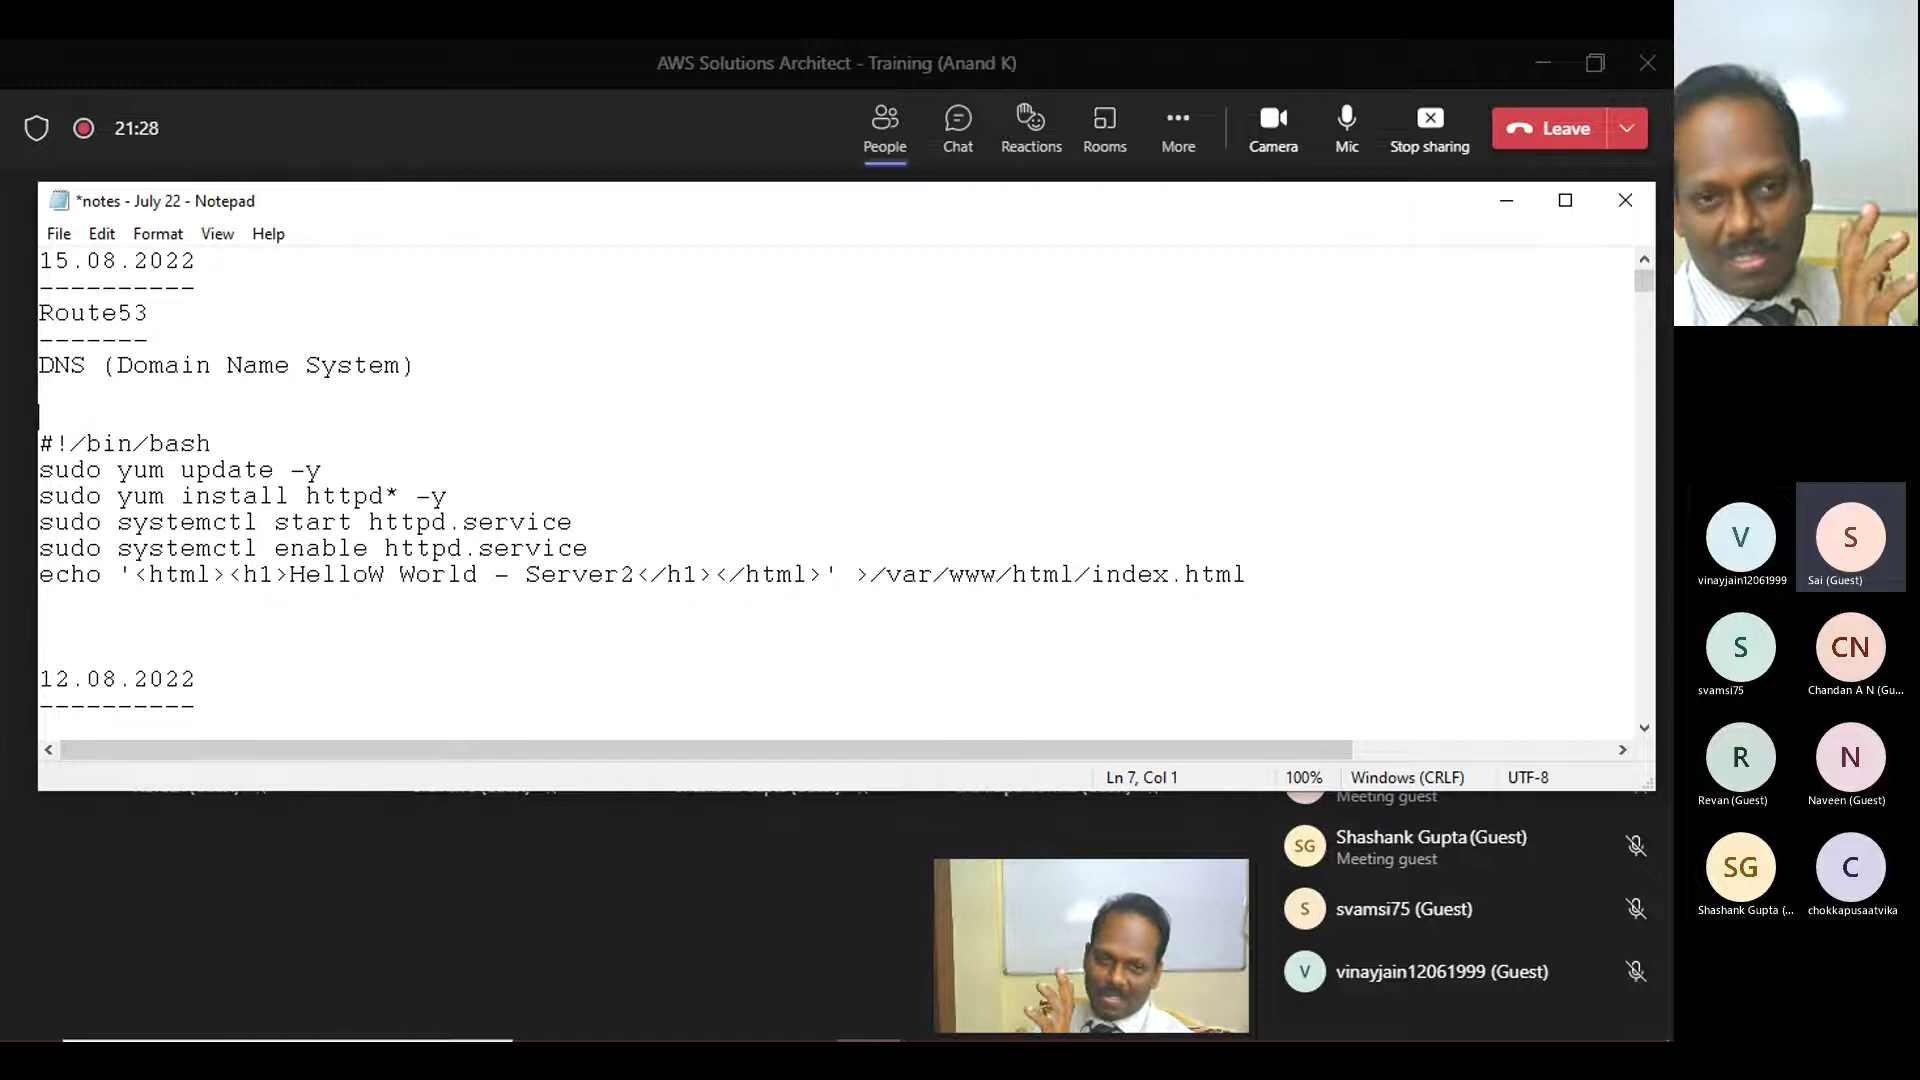 AWS Solutions Architect - Training (Anand K)
21:28
People
Chat
Reactions
Rooms
More
Camera
Mic
Stop sharing
Leave
*notes - July 22 - Notepad
File Edit Format View Help
15.08.2022
----------
Route53
-------
DNS (Domain Name System)
#!/bin/bash
sudo yum update -y
sudo yum install httpd* -y
sudo systemctl start httpd.service
sudo systemctl enable httpd.service
echo '<html><h1>HelloW World - Server2</h1></html>' >/var/www/html/index.html
12.08.2022
----------
Ln 7, Col 1
100%
Windows (CRLF)
UTF-8
Meeting guest
SG
Shashank Gupta (Guest)
Meeting guest
S
svamsi75 (Guest)
V
vinayjain12061999 (Guest)
V
vinayjain12061999
S
Sai (Guest)
S
svamsi75
CN
Chandan A N (Gu...
R
Revan (Guest)
N
Naveen (Guest)
SG
Shashank Gupta (...
C
chokkapusaatvika